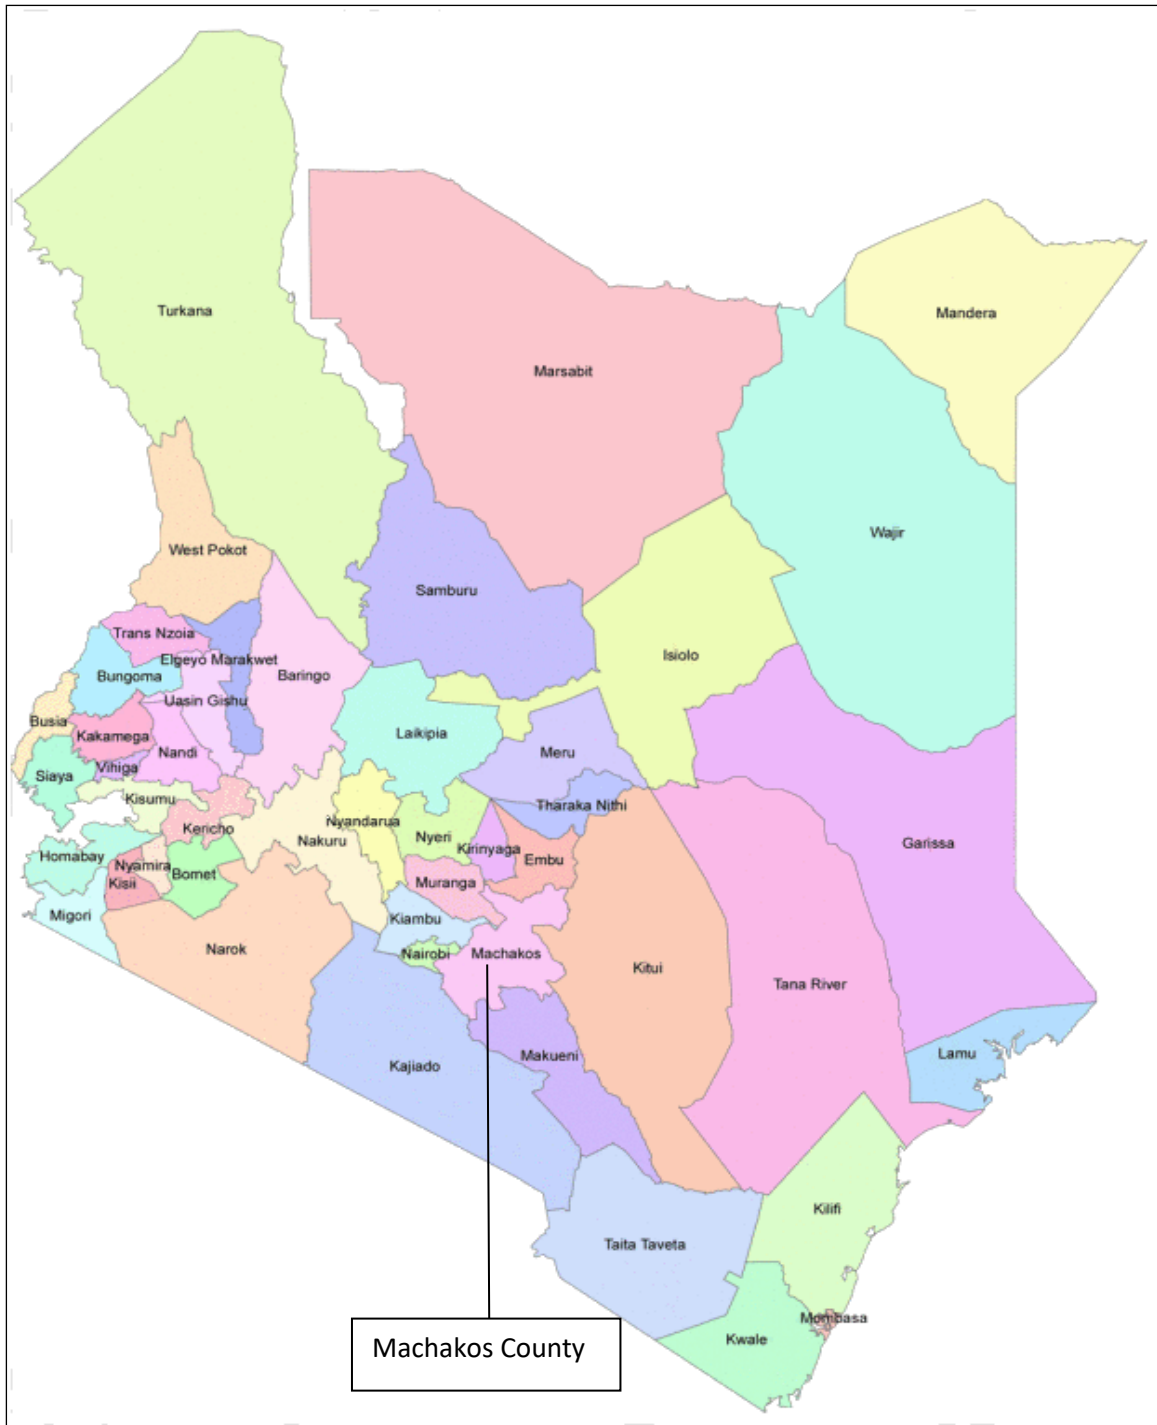 Turkana
Mandera
Marsabit
Wajir
West Pokot
Samburu
Trans Nzoia
Isiolo
Elgeyo Marakwet
Bungoma
Baringo
Uasin Gishu
Busia
Kakamega
Laikipia
Nandi
Meru
Vihiga
Siaya
Kisumu
Tharaka Nithi
Nyandarua
Kericho
Nyeri
Nakuru
Garissa
Kirinyaga
Homabay
Embu
Nyamira
Bomet
Kisii
Muranga
Migori
Kiambu
Narok
Nairobi
Machakos
Kitui
Tana River
Lamu
Makueni
Kajiado
Kilifi
Taita Taveta
Mombasa
Kwale
Machakos County